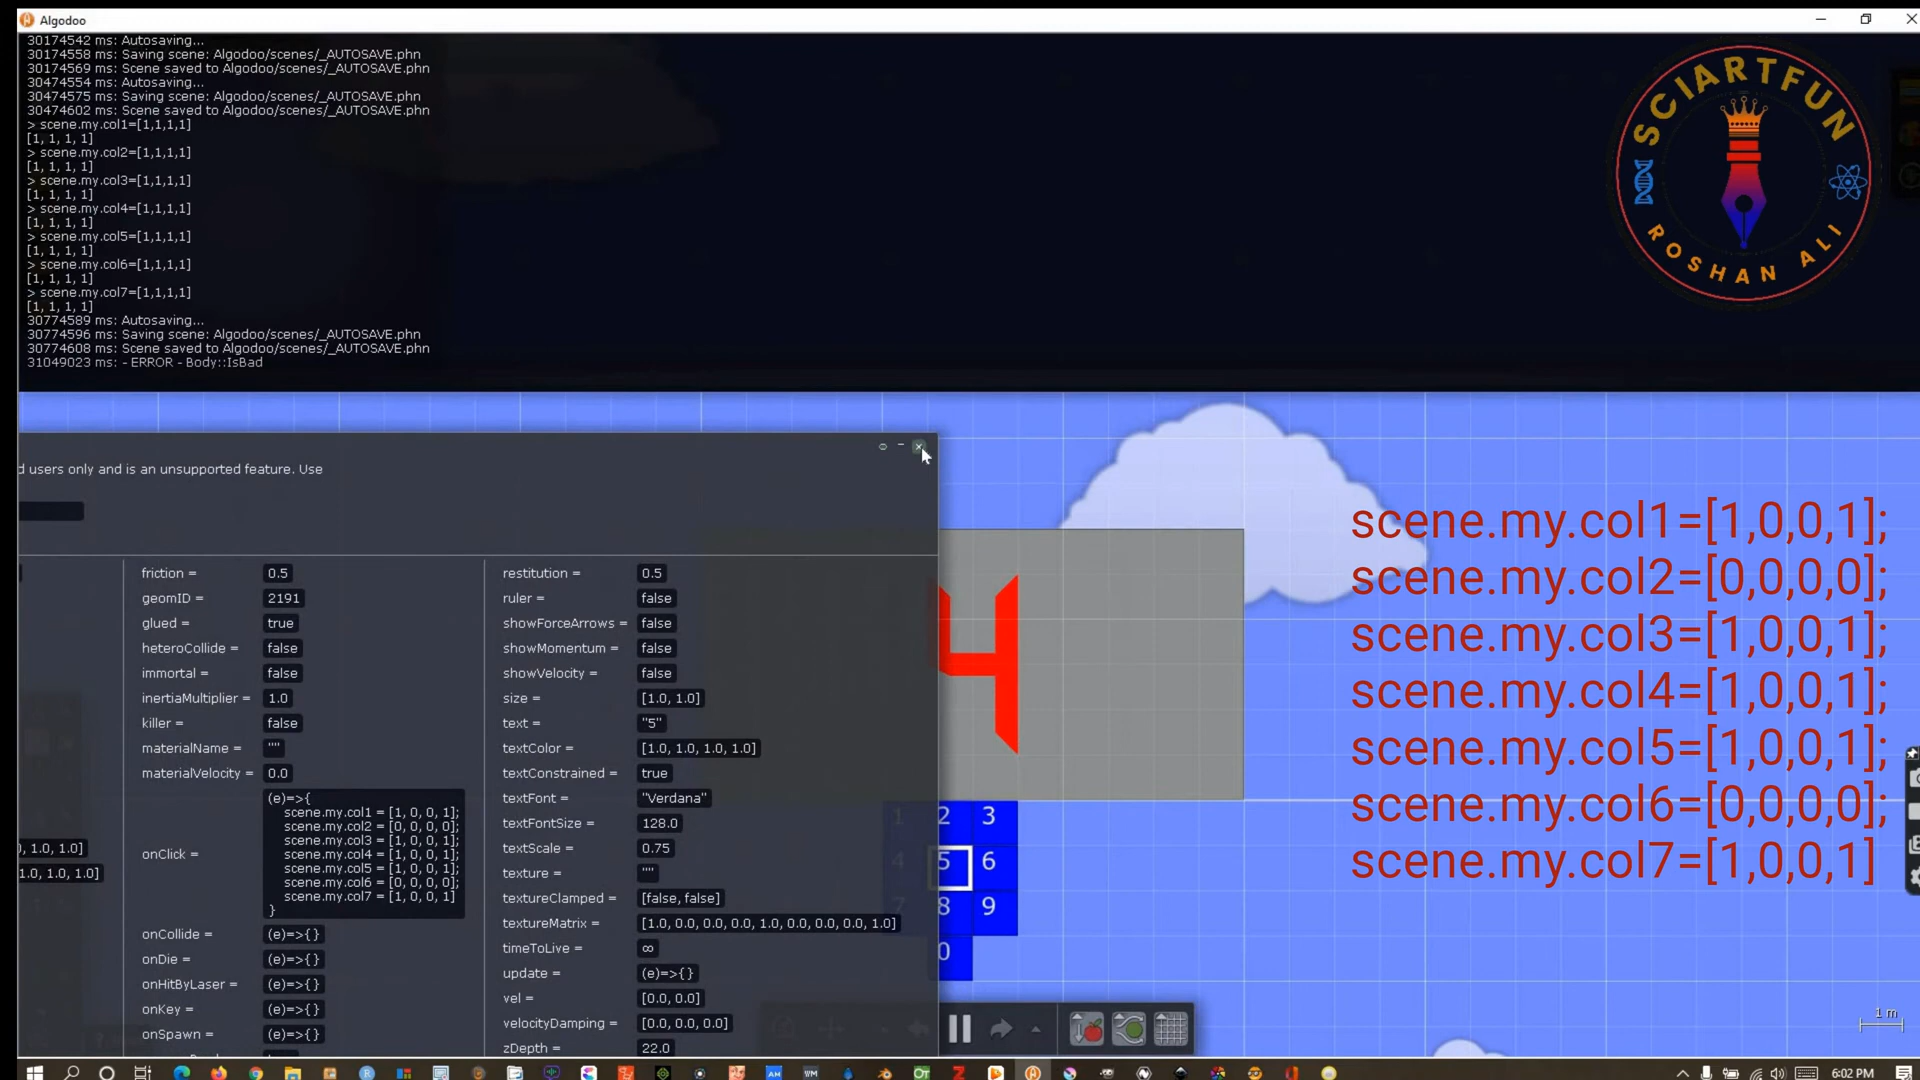 Algodoo
30174542 ms: Autosaving...
30174558 ms: Saving scene: Algodoo/scenes/_AUTOSAVE.phn
30174569 ms: Scene saved to Algodoo/scenes/_AUTOSAVE.phn
30474554 ms: Autosaving...
30474575 ms: Saving scene: Algodoo/scenes/_AUTOSAVE.phn
30474602 ms: Scene saved to Algodoo/scenes/_AUTOSAVE.phn
> scene.my.col1=[1,1,1,1]
[1, 1, 1, 1]
> scene.my.col2=[1,1,1,1]
[1, 1, 1, 1]
> scene.my.col3=[1,1,1,1]
[1, 1, 1, 1]
> scene.my.col4=[1,1,1,1]
[1, 1, 1, 1]
> scene.my.col5=[1,1,1,1]
[1, 1, 1, 1]
> scene.my.col6=[1,1,1,1]
[1, 1, 1, 1]
> scene.my.col7=[1,1,1,1]
[1, 1, 1, 1]
30774589 ms: Autosaving...
30774596 ms: Saving scene: Algodoo/scenes/_AUTOSAVE.phn
30774608 ms: Scene saved to Algodoo/scenes/_AUTOSAVE.phn
31049023 ms: - ERROR - Body::IsBad
SCIARTFUN
ROSHAN ALI
d users only and is an unsupported feature. Use
, 1.0, 1.0]
1.0, 1.0, 1.0]
friction = 0.5
geomID = 2191
glued = true
heteroCollide = false
immortal = false
inertiaMultiplier = 1.0
killer = false
materialName = ""
materialVelocity = 0.0
onClick = (e)=>{
scene.my.col1 = [1, 0, 0, 1];
scene.my.col2 = [0, 0, 0, 0];
scene.my.col3 = [1, 0, 0, 1];
scene.my.col4 = [1, 0, 0, 1];
scene.my.col5 = [1, 0, 0, 1];
scene.my.col6 = [0, 0, 0, 0];
scene.my.col7 = [1, 0, 0, 1]
}
onCollide = (e)=>{}
onDie = (e)=>{}
onHitByLaser = (e)=>{}
onKey = (e)=>{}
onSpawn = (e)=>{}
restitution = 0.5
ruler = false
showForceArrows = false
showMomentum = false
showVelocity = false
size = [1.0, 1.0]
text = "5"
textColor = [1.0, 1.0, 1.0, 1.0]
textConstrained = true
textFont = "Verdana"
textFontSize = 128.0
textScale = 0.75
texture = ""
textureClamped = [false, false]
textureMatrix = [1.0, 0.0, 0.0, 0.0, 1.0, 0.0, 0.0, 0.0, 1.0]
timeToLive = ∞
update = (e)=>{}
vel = [0.0, 0.0]
velocityDamping = [0.0, 0.0, 0.0]
zDepth = 22.0
4
1 2 3
4 5 6
7 8 9
0
scene.my.col1=[1,0,0,1];
scene.my.col2=[0,0,0,0];
scene.my.col3=[1,0,0,1];
scene.my.col4=[1,0,0,1];
scene.my.col5=[1,0,0,1];
scene.my.col6=[0,0,0,0];
scene.my.col7=[1,0,0,1]
1 m
6:02 PM